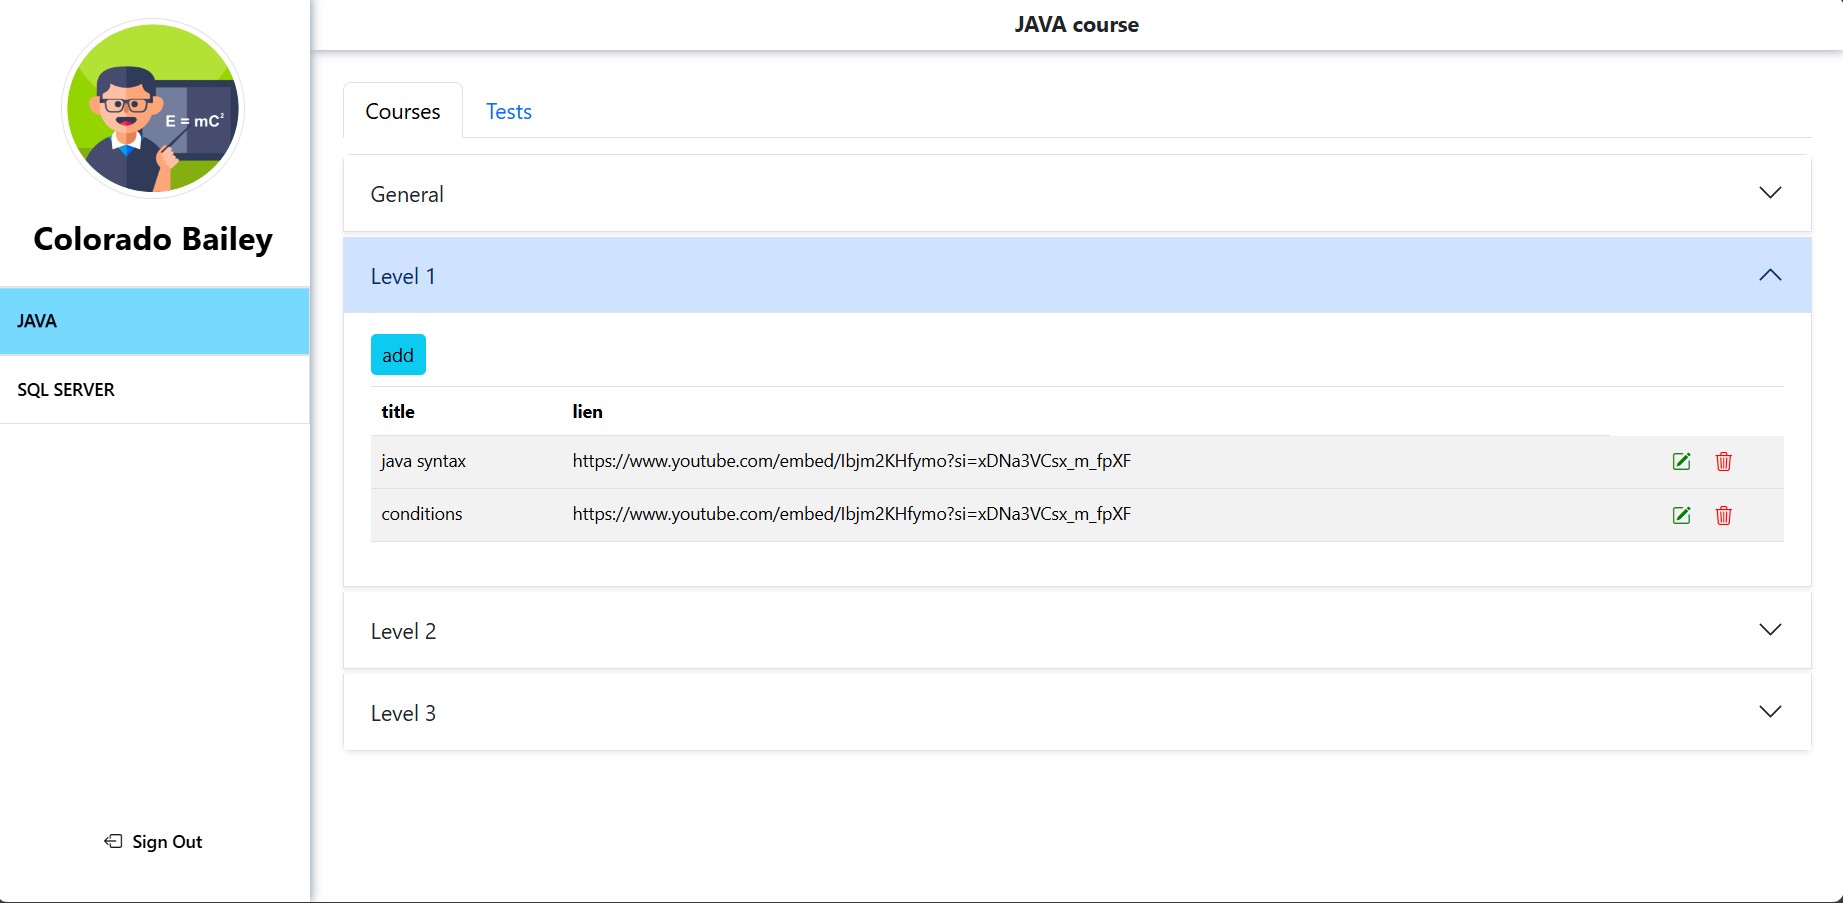 JAVA course
E = mC²
Colorado Bailey
JAVA
SQL SERVER
Sign Out
Courses Tests
General
Level 1
add
title lien
java syntax https://www.youtube.com/embed/Ibjm2KHfymo?si=xDNa3VCsx_m_fpXF
conditions https://www.youtube.com/embed/Ibjm2KHfymo?si=xDNa3VCsx_m_fpXF
Level 2
Level 3